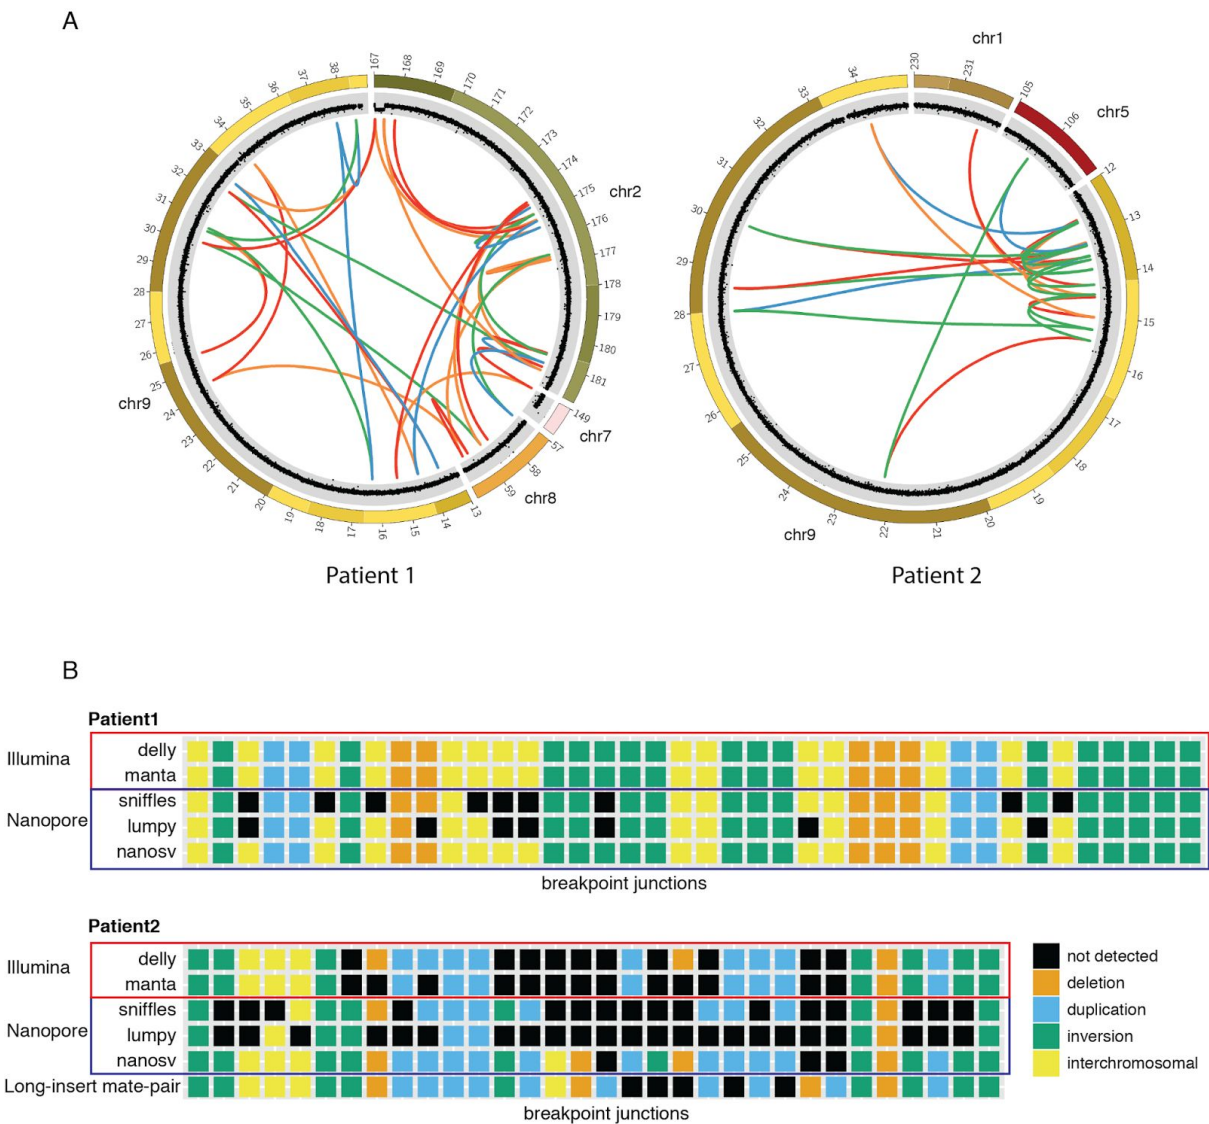 A
167 168 169 170 171 172 173 174 175 176 177 178 179 180 181
chr2
149
chr7
57 58 59
chr8
13 14 15 16 17 18 19 20 21 22 23 24 25 26 27 28 29 30 31 32 33 34 35 36 37 38
chr9
Patient 1
230 231
chr1
105 106
chr5
12 13 14 15 16 17 18 19 20 21 22 23 24 25 26 27 28 29 30 31 32 33 34
chr9
Patient 2
B
Patient1
Illumina
delly
manta
Nanopore
sniffles
lumpy
nanosv
breakpoint junctions
Patient2
Illumina
delly
manta
Nanopore
sniffles
lumpy
nanosv
Long-insert mate-pair
breakpoint junctions
not detected
deletion
duplication
inversion
interchromosomal